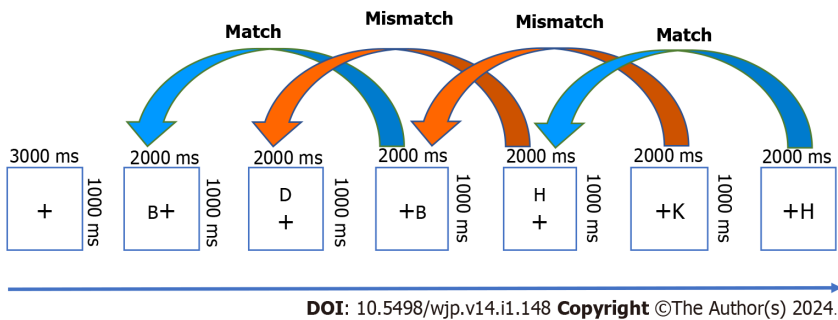 Match
Mismatch
Mismatch
Match
3000 ms
2000 ms
2000 ms
2000 ms
2000 ms
2000 ms
2000 ms
+
1000 ms
B+
1000 ms
D
+
1000 ms
+B
1000 ms
H
+
1000 ms
+K
1000 ms
+H
DOI: 10.5498/wjp.v14.i1.148 Copyright ©The Author(s) 2024.